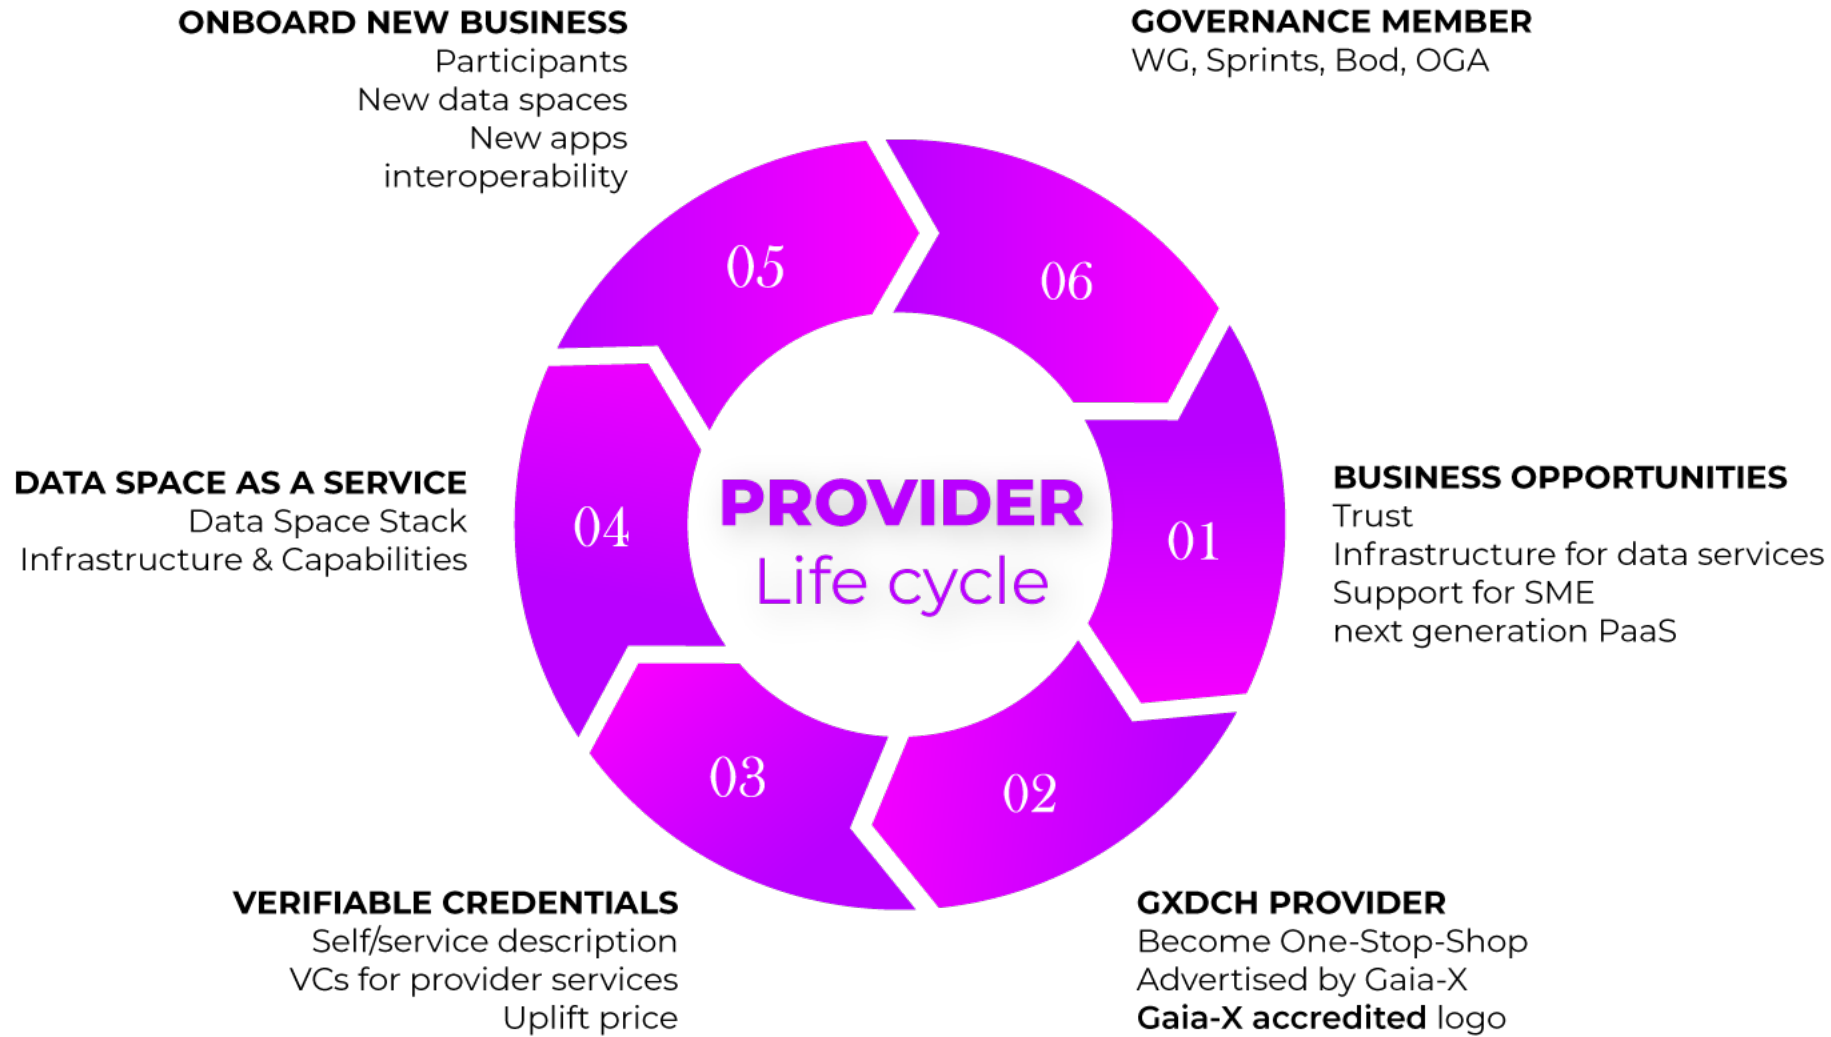 ONBOARD NEW BUSINESS
Participants
New data spaces
New apps
interoperability
GOVERNANCE MEMBER
WG, Sprints, Bod, OGA
05
06
DATA SPACE AS A SERVICE
Data Space Stack
Infrastructure & Capabilities
04
PROVIDER
Life cycle
01
BUSINESS OPPORTUNITIES
Trust
Infrastructure for data services
Support for SME
next generation PaaS
03
02
VERIFIABLE CREDENTIALS
Self/service description
VCs for provider services
Uplift price
GXDCH PROVIDER
Become One-Stop-Shop
Advertised by Gaia-X
Gaia-X accredited logo